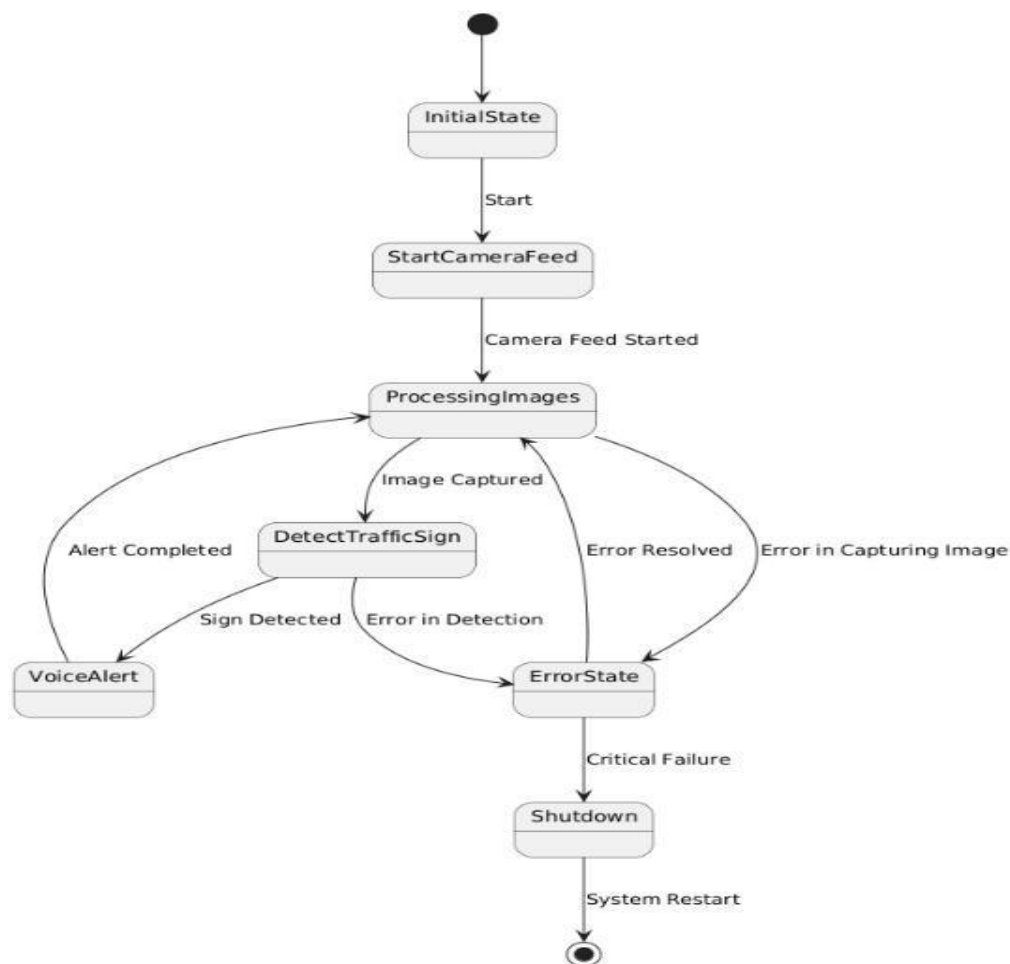 InitialState
Start
StartCameraFeed
Camera Feed Started
ProcessingImages
Image Captured
DetectTrafficSign
Alert Completed
Error Resolved
Error in Capturing Image
Sign Detected
Error in Detection
VoiceAlert
ErrorState
Critical Failure
Shutdown
System Restart